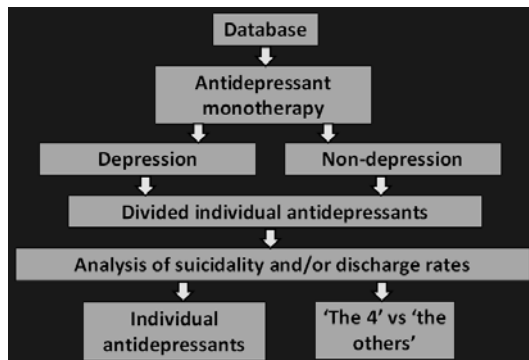 Database
Antidepressant
monotherapy
Depression
Non-depression
Divided individual antidepressants
Analysis of suicidality and/or discharge rates
Individual
antidepressants
‘The 4’ vs ‘the
others’